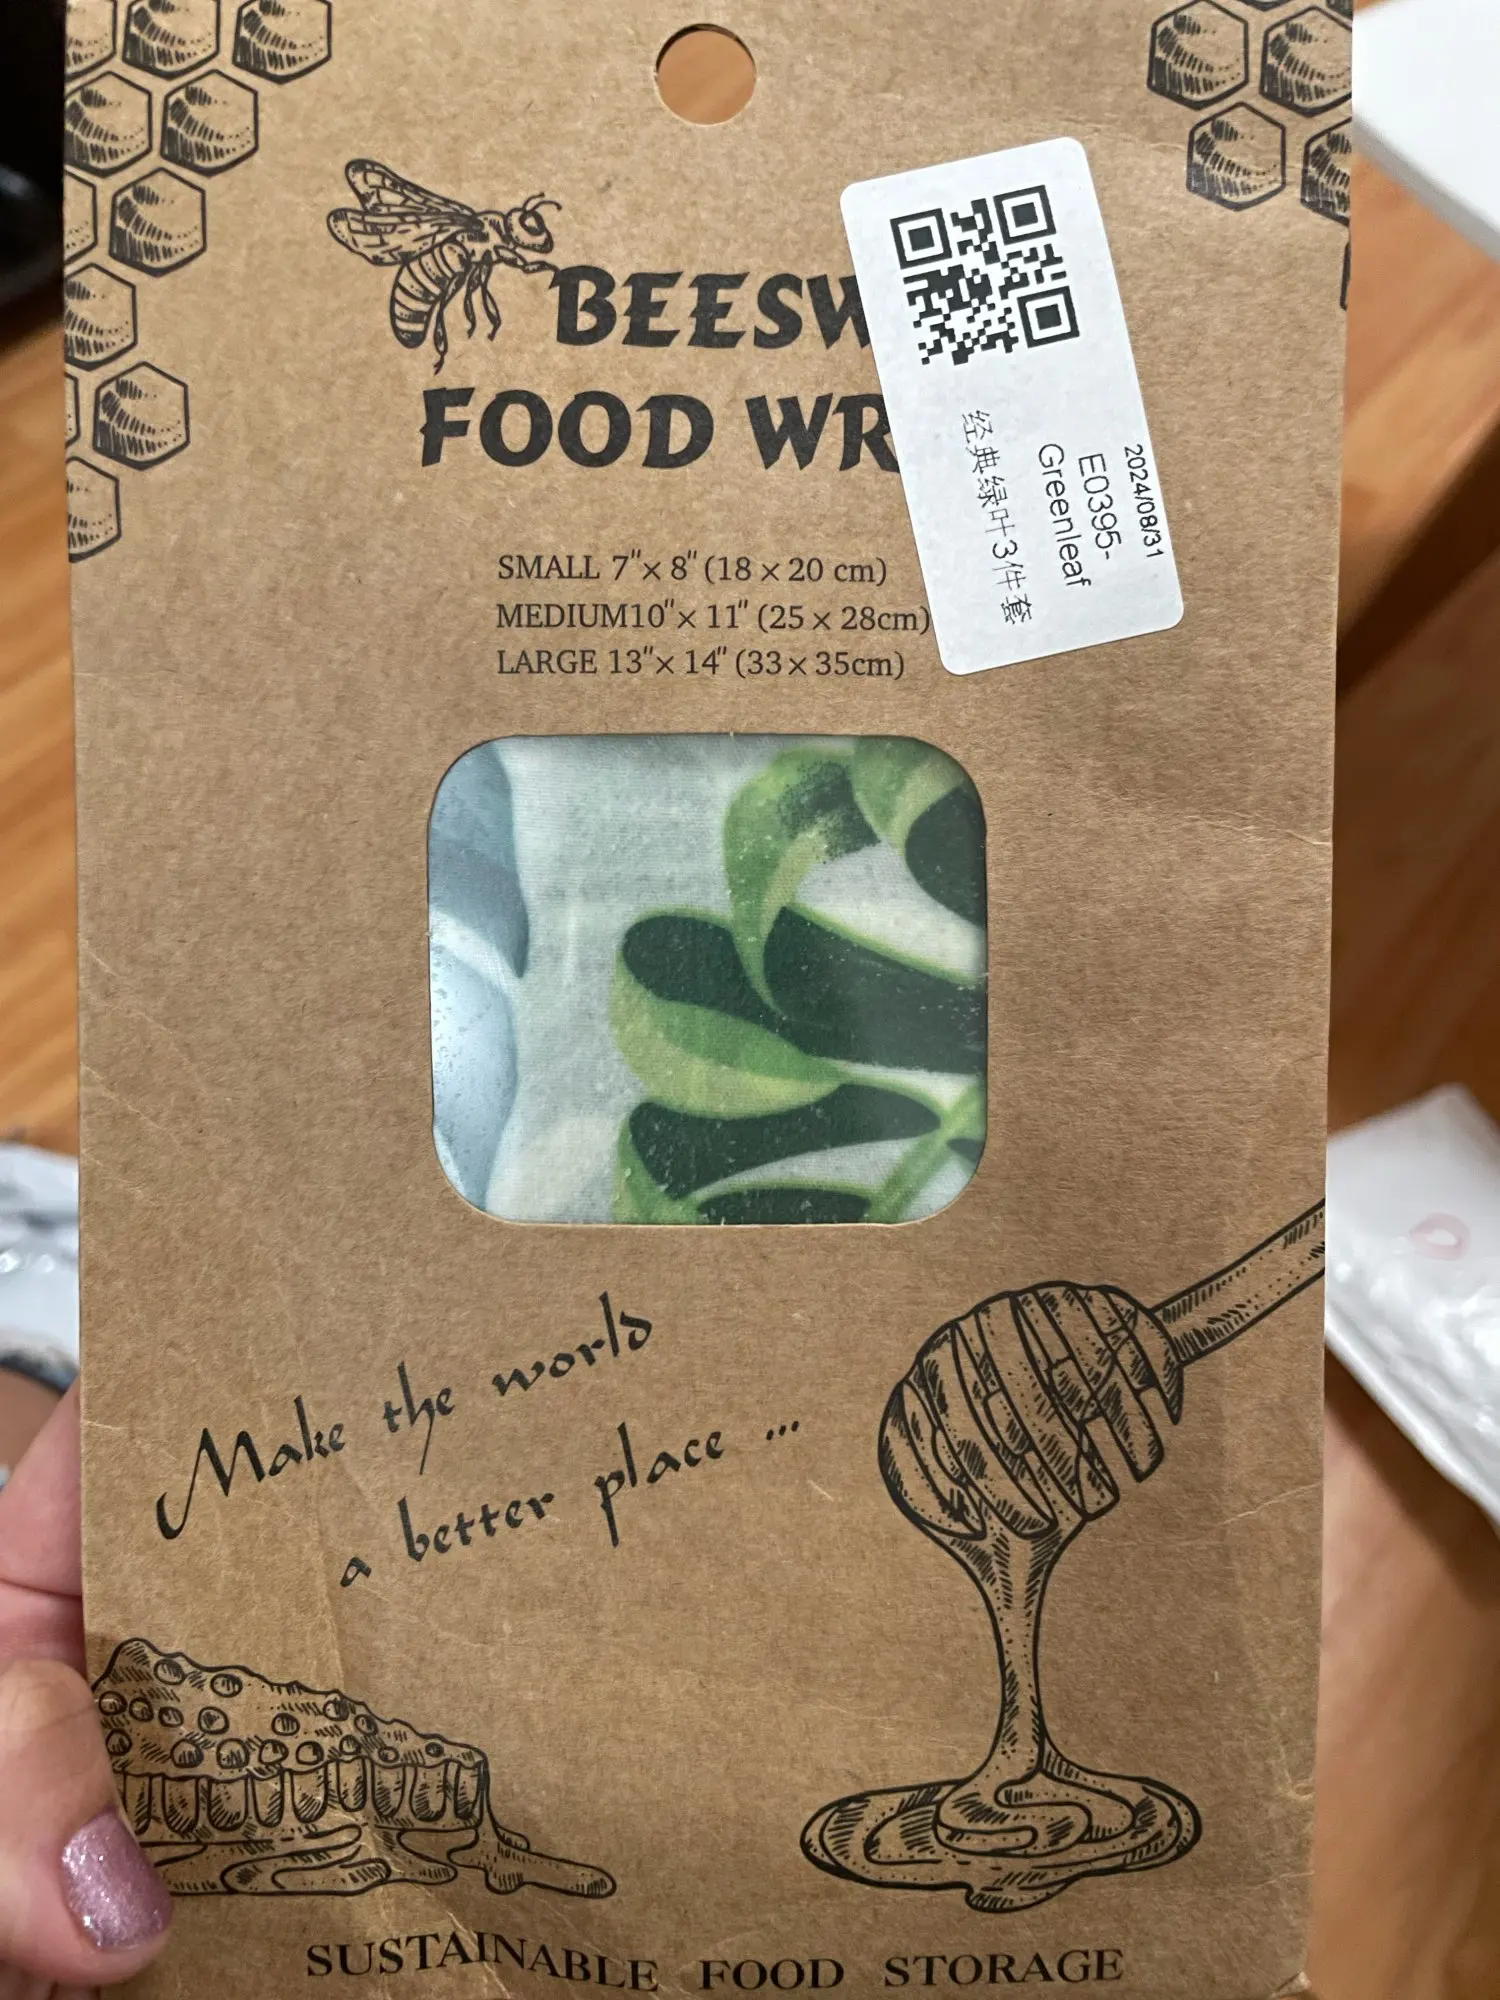 BEESW
FOOD WR
2024/08/31
E0395-
Greenleaf
经典绿叶3件套
SMALL 7"× 8" (18 × 20 cm)
MEDIUM10"× 11" (25 × 28cm)
LARGE 13"× 14" (33×35cm)
Make the world
a better place ...
SUSTAINABLE FOOD STORAGE